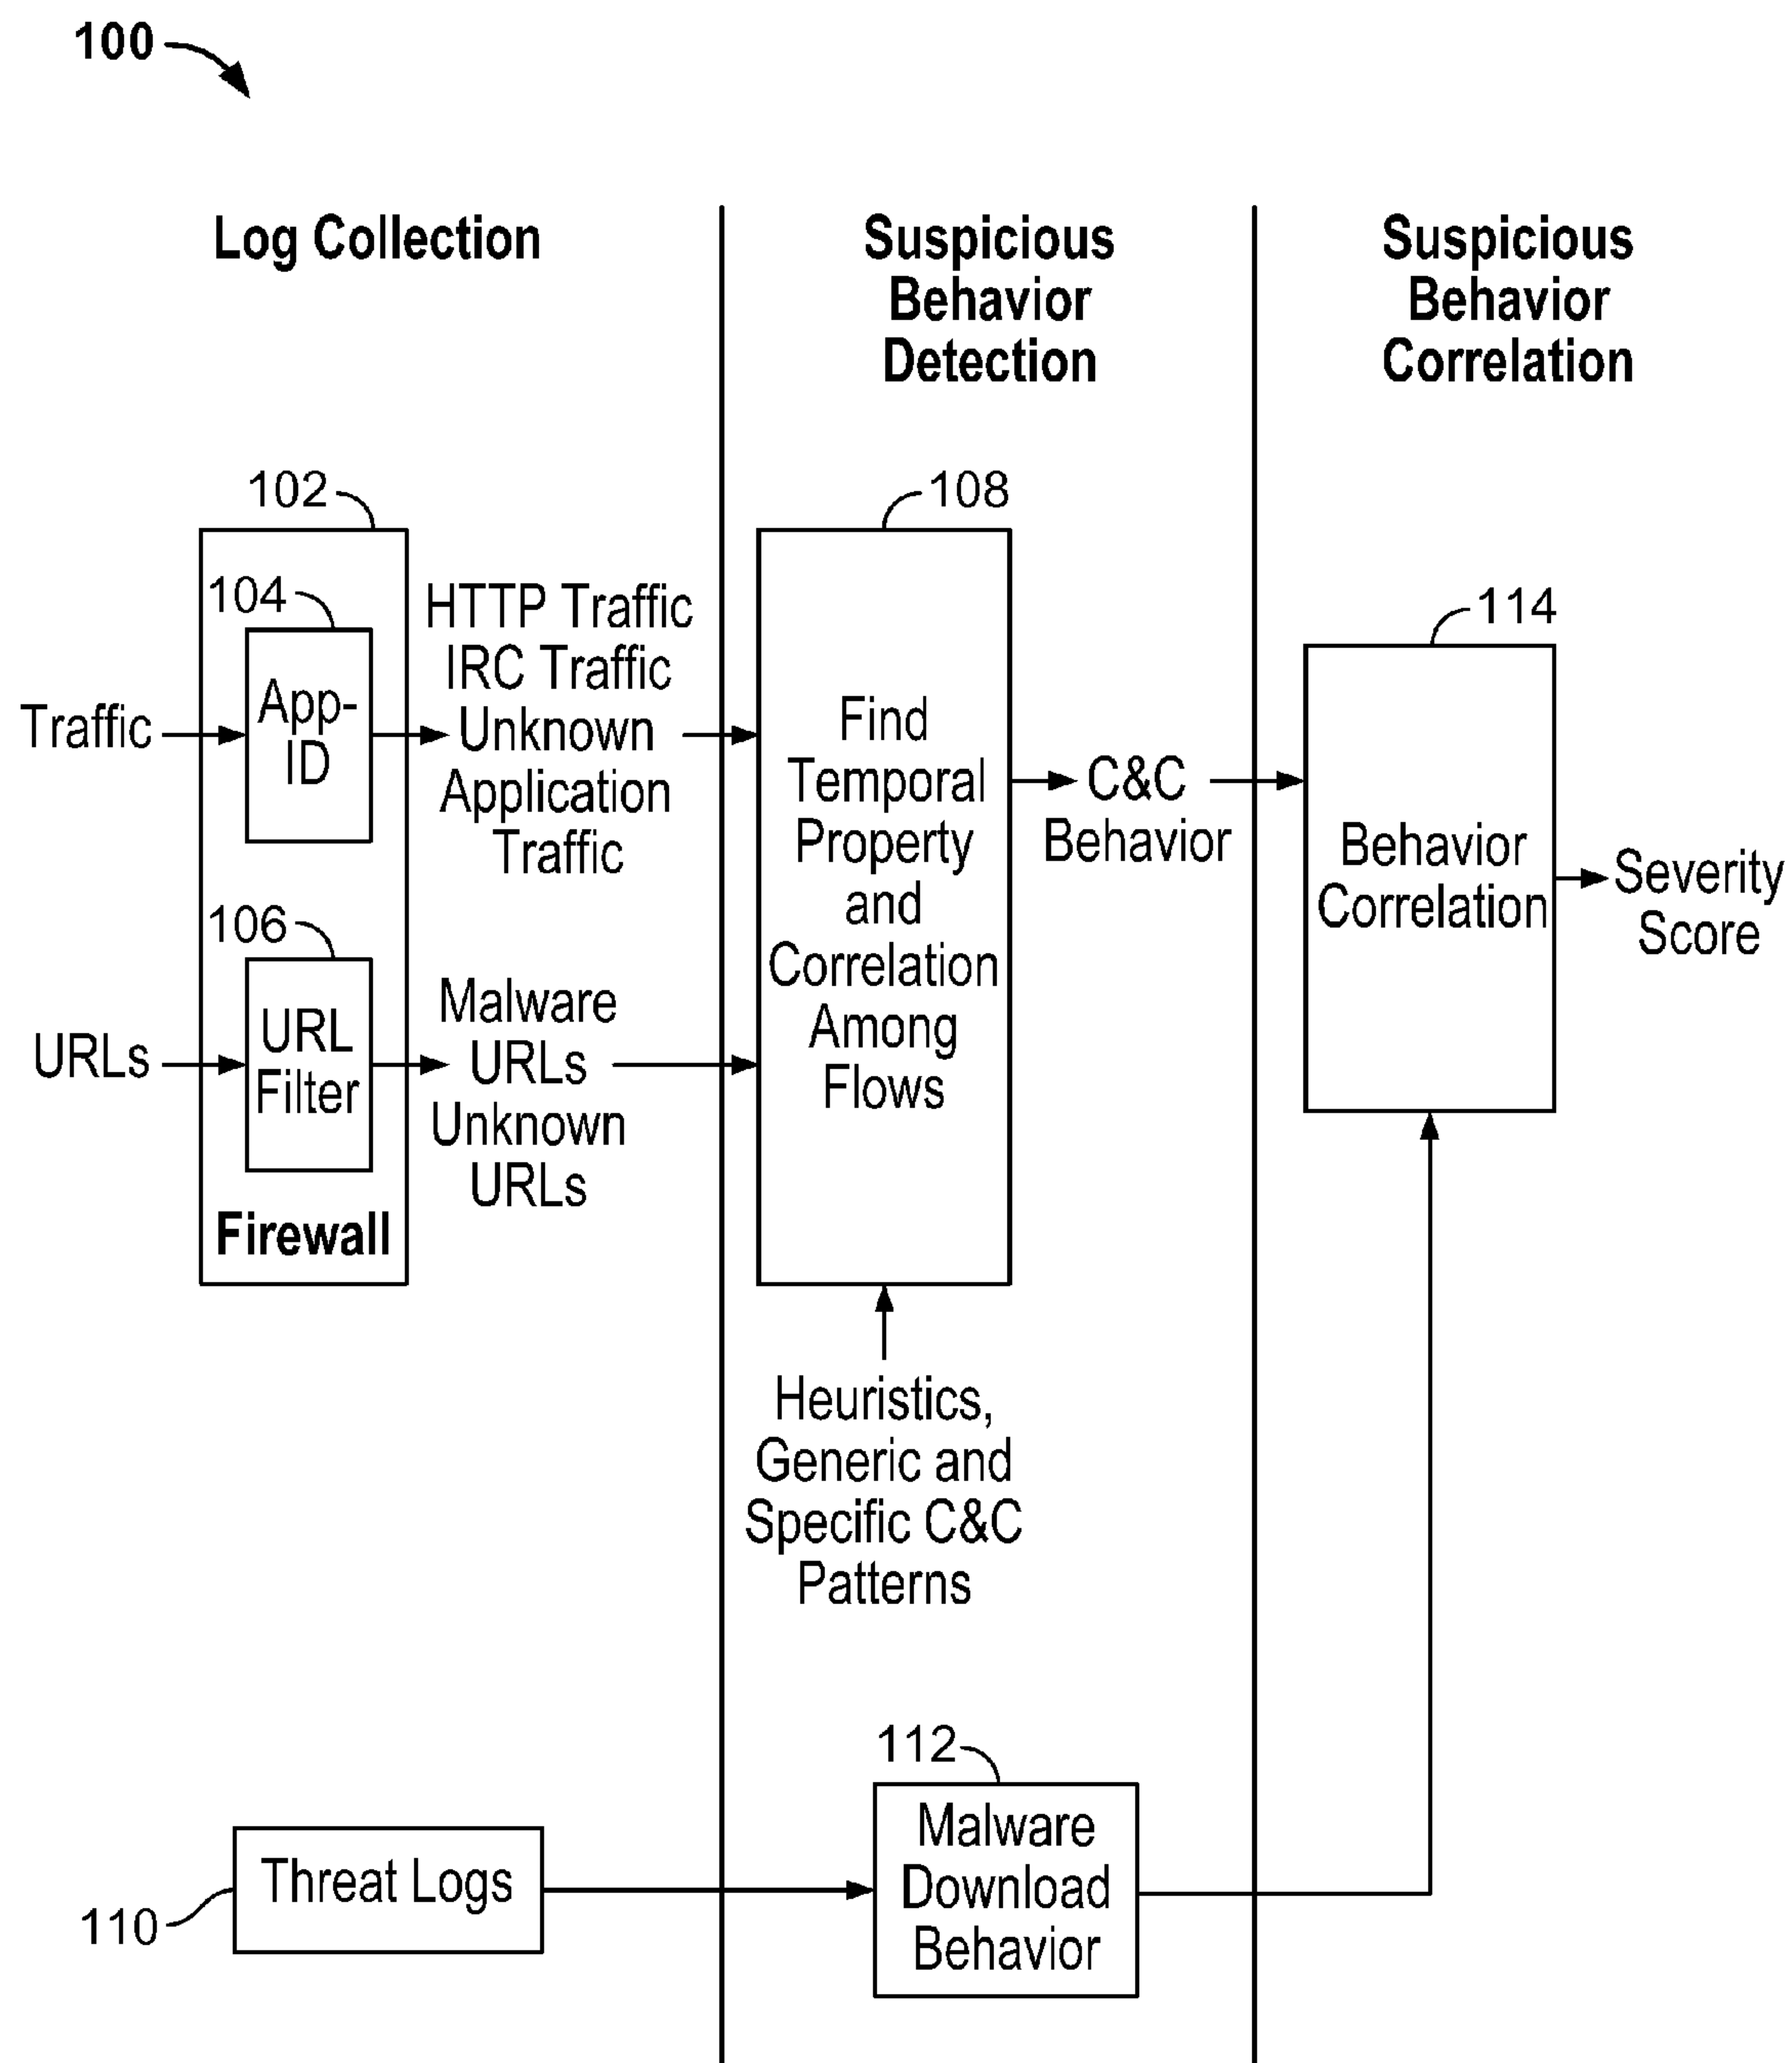 100
Log Collection
Suspicious
Behavior
Detection
Suspicious
Behavior
Correlation
102
104
Traffic
App-
ID
HTTP Traffic
IRC Traffic
Unknown
Application
Traffic
106
URLs
URL
Filter
Malware
URLs
Unknown
URLs
Firewall
108
Find
Temporal
Property
and
Correlation
Among
Flows
C&C
Behavior
Heuristics,
Generic and
Specific C&C
Patterns
114
Behavior
Correlation
Severity
Score
110
Threat Logs
112
Malware
Download
Behavior